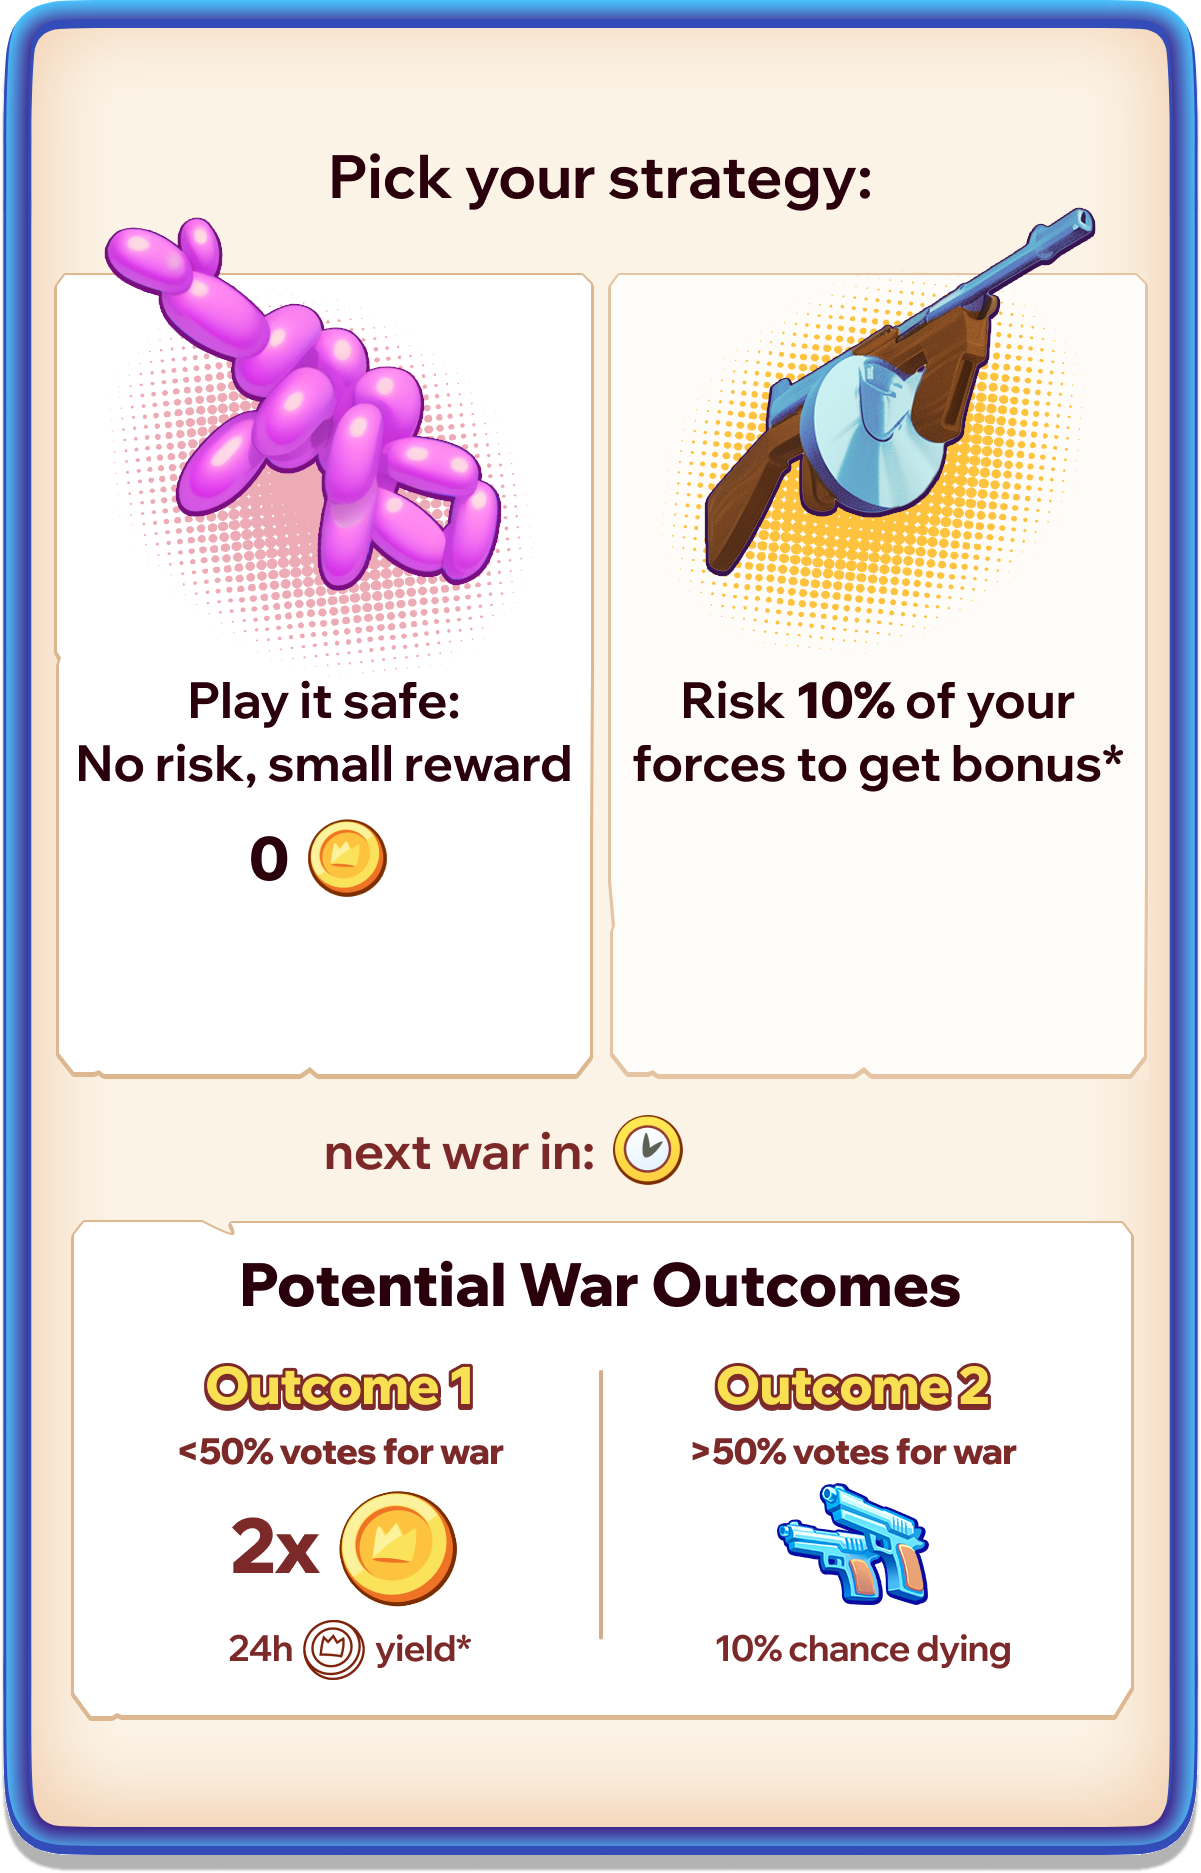 Pick your strategy:
Play it safe:
No risk, small reward
0
Risk 10% of your
forces to get bonus*
next war in:
Potential War Outcomes
Outcome 1
<50% votes for war
2x
24h yield*
Outcome 2
>50% votes for war
10% chance dying